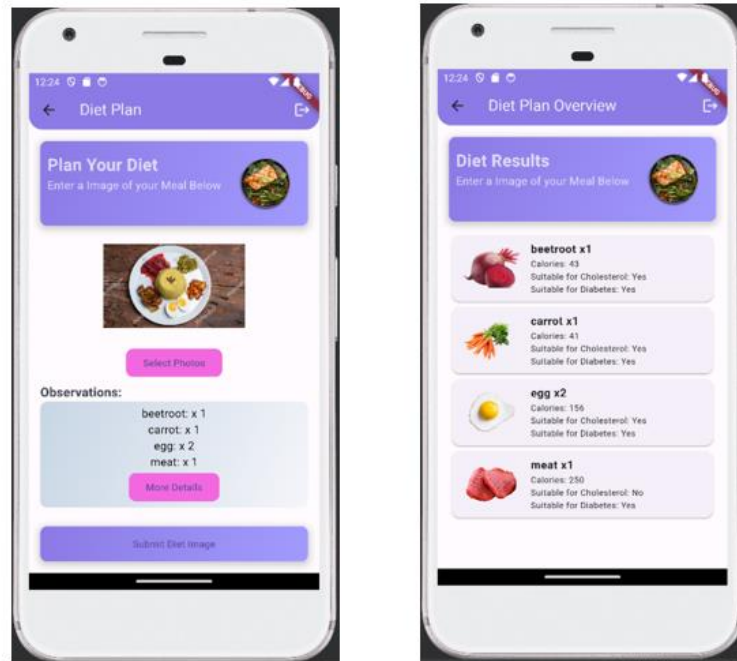 12:24
Diet Plan
Plan Your Diet
Enter a Image of your Meal Below
Select Photos
Observations:
beetroot: x 1
carrot: x 1
egg: x 2
meat: x 1
More Details
Submit Diet Image
12:24
Diet Plan Overview
Diet Results
Enter a Image of your Meal Below
beetroot x1
Calories: 43
Suitable for Cholesterol: Yes
Suitable for Diabetes: Yes
carrot x1
Calories: 41
Suitable for Cholesterol: Yes
Suitable for Diabetes: Yes
egg x2
Calories: 156
Suitable for Cholesterol: Yes
Suitable for Diabetes: Yes
meat x1
Calories: 250
Suitable for Cholesterol: No
Suitable for Diabetes: Yes